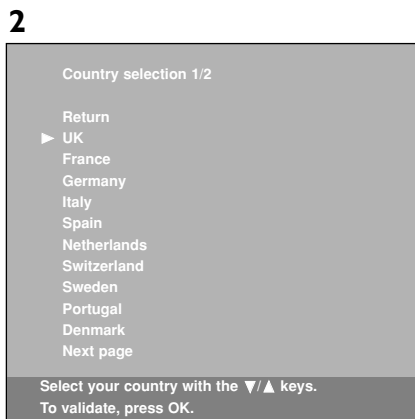 2
Country selection 1/2
Return
▶ UK
France
Germany
Italy
Spain
Netherlands
Switzerland
Sweden
Portugal
Denmark
Next page
Select your country with the ▼/▲ keys.
To validate, press OK.